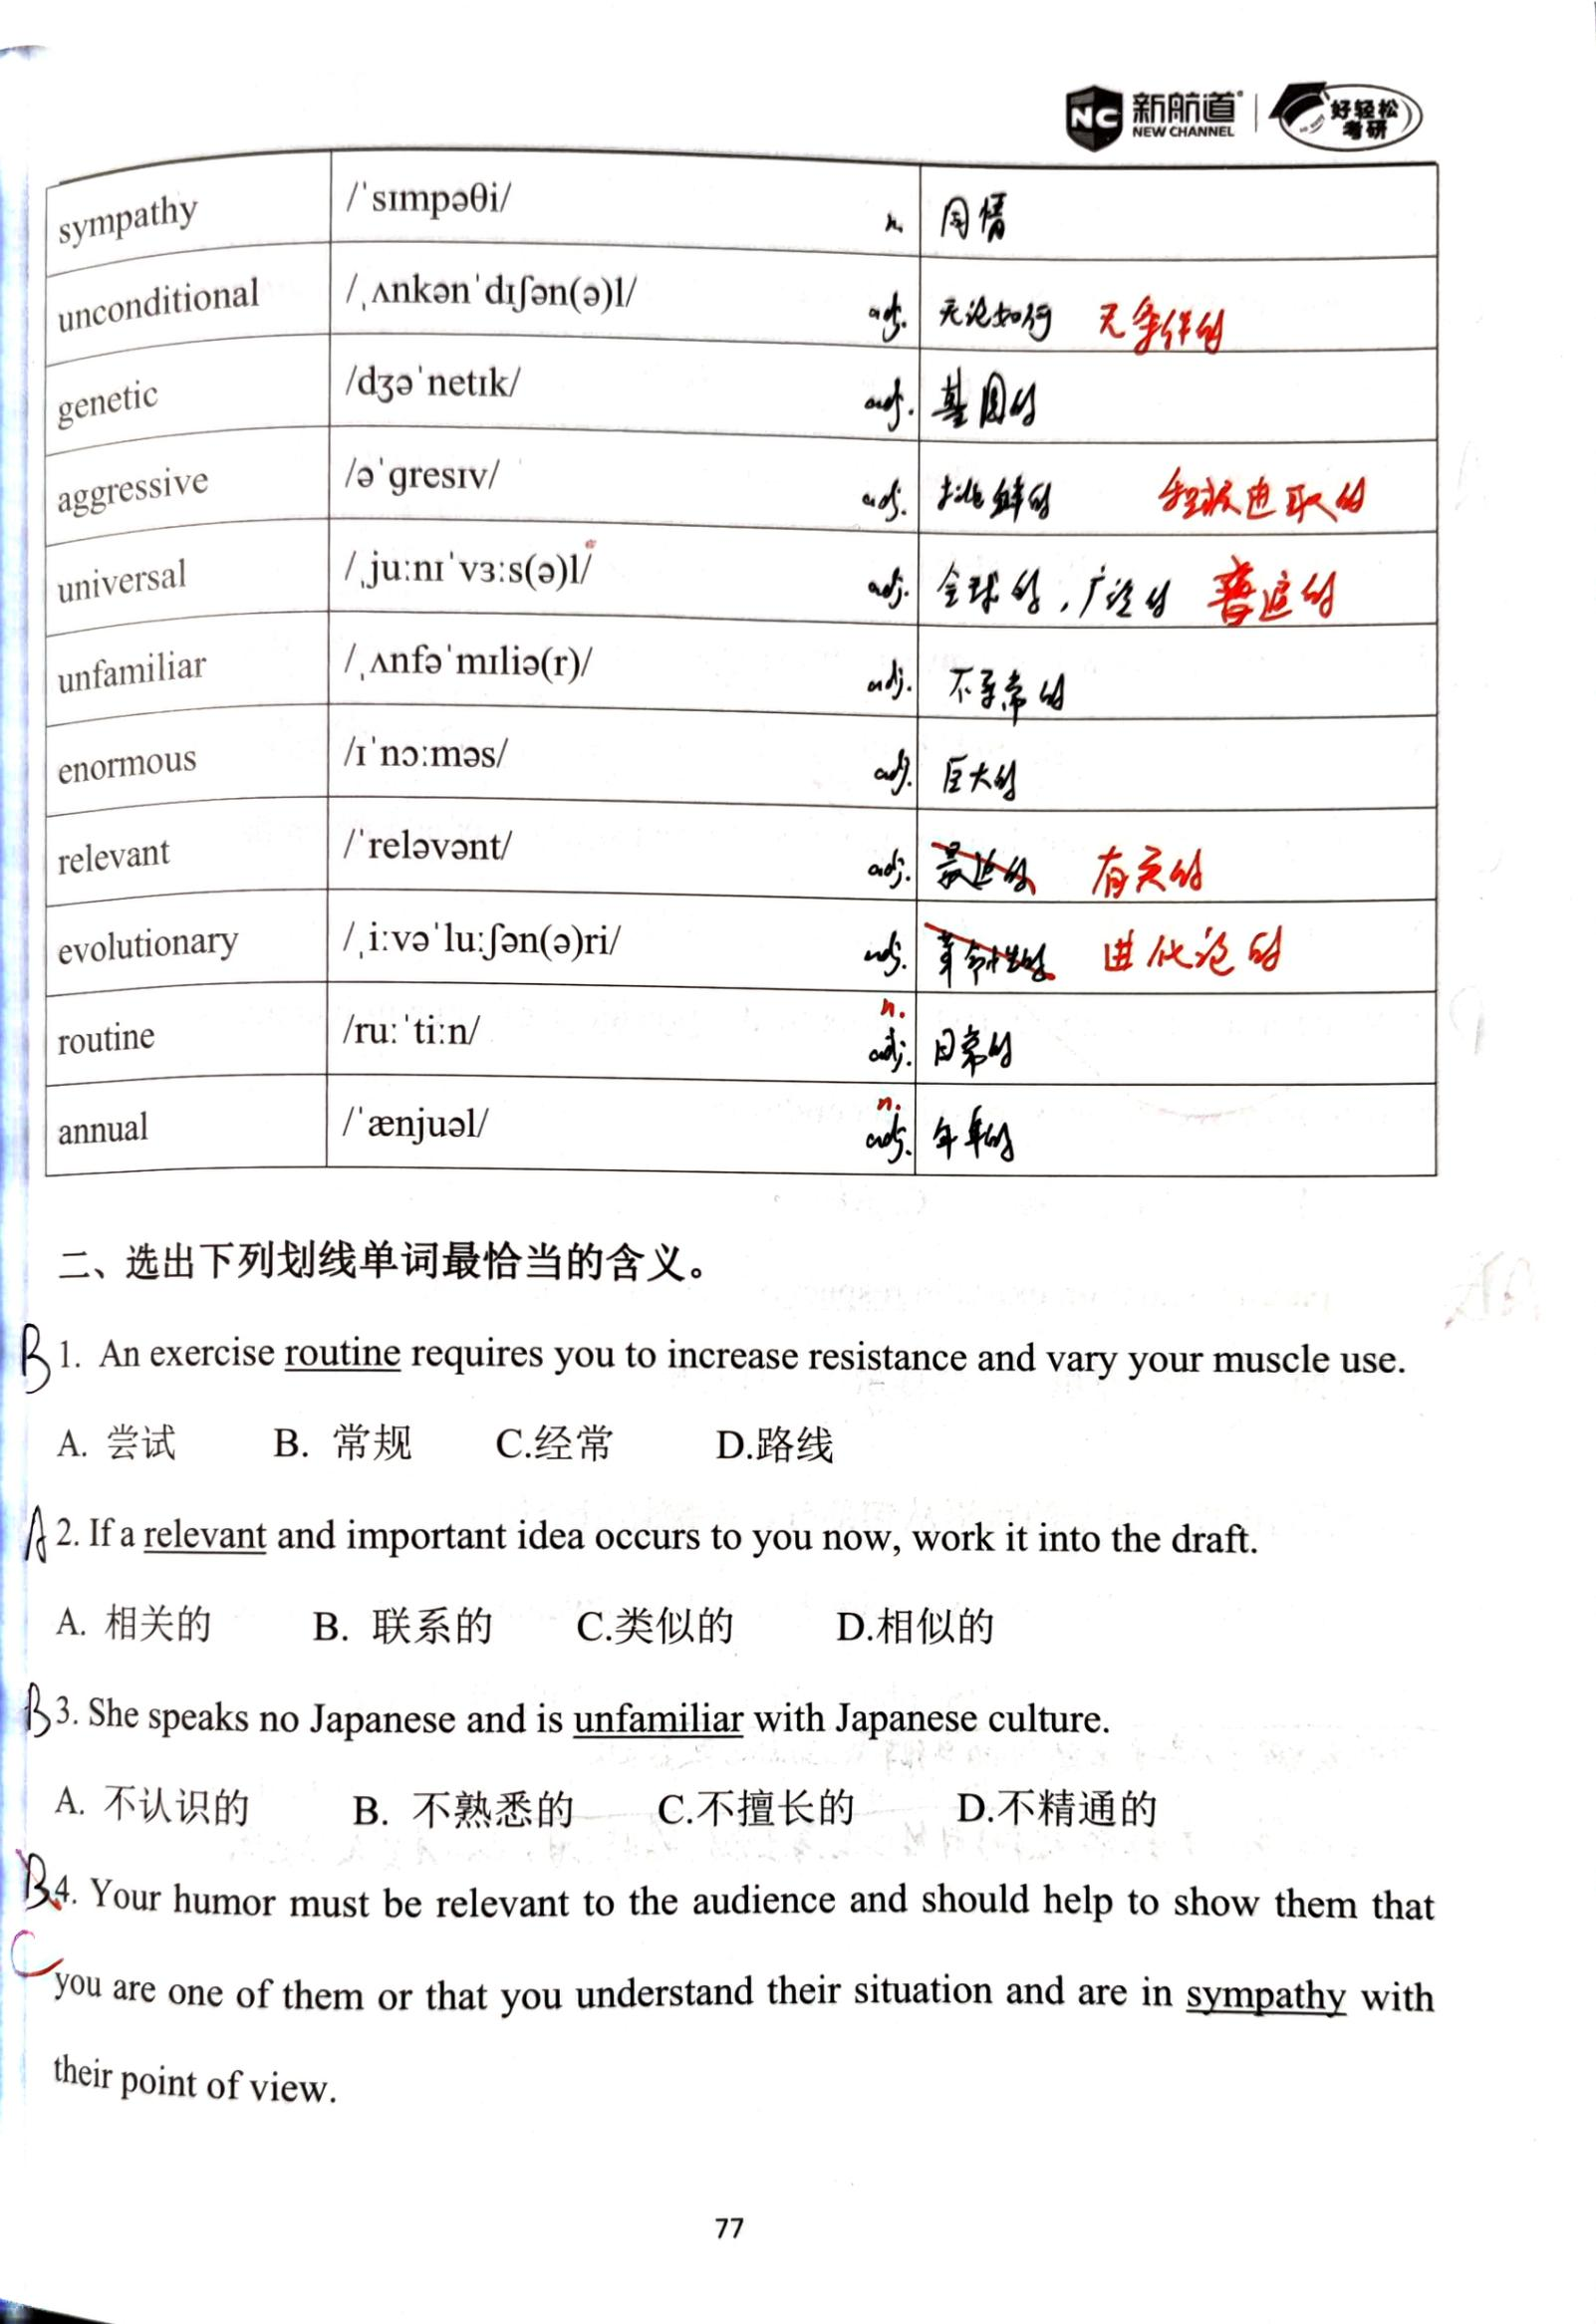 NC 新航道 NEW CHANNEL 好轻松考研
sympathy /ˈsɪmpəθi/ n. 同情
unconditional /ˌʌnkənˈdɪʃən(ə)l/ adj. 无论如何 无条件的
genetic /dʒəˈnetɪk/ adj. 基因的
aggressive /əˈɡresɪv/ adj. 挑衅的 积极进取的
universal /ˌjuːnɪˈvɜːs(ə)l/ adj. 全球的，广泛的 普遍的
unfamiliar /ˌʌnfəˈmɪliə(r)/ adj. 不寻常的
enormous /ɪˈnɔːməs/ adj. 巨大的
relevant /ˈreləvənt/ adj. 最近的 有关的
evolutionary /ˌiːvəˈluːʃən(ə)ri/ adj. 革命性的 进化论的
routine /ruːˈtiːn/ n. adj. 日常的
annual /ˈænjuəl/ n. adj. 年年的
二、选出下列划线单词最恰当的含义。
B 1. An exercise routine requires you to increase resistance and vary your muscle use.
A. 尝试 B. 常规 C.经常 D.路线
A 2. If a relevant and important idea occurs to you now, work it into the draft.
A. 相关的 B. 联系的 C.类似的 D.相似的
B 3. She speaks no Japanese and is unfamiliar with Japanese culture.
A. 不认识的 B. 不熟悉的 C.不擅长的 D.不精通的
B 4. Your humor must be relevant to the audience and should help to show them that
C you are one of them or that you understand their situation and are in sympathy with
their point of view.
77